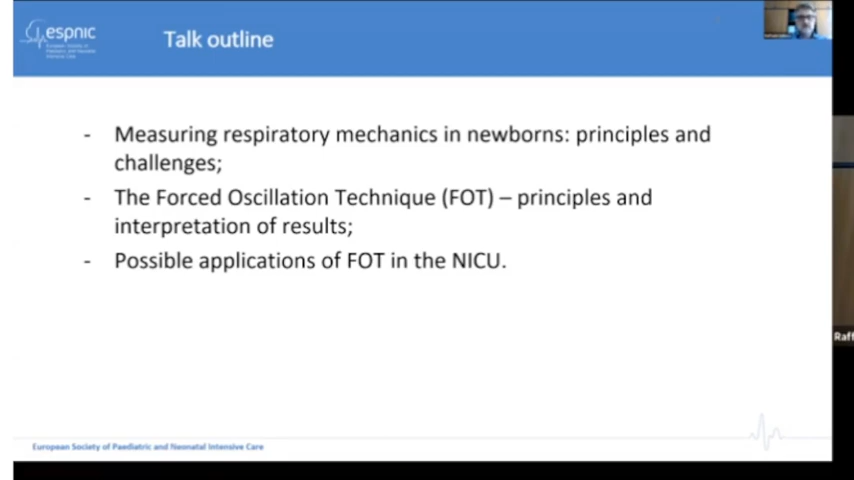 espnic
European Society of
Paediatric and Neonatal
Intensive Care
Talk outline
- Measuring respiratory mechanics in newborns: principles and
challenges;
- The Forced Oscillation Technique (FOT) – principles and
interpretation of results;
- Possible applications of FOT in the NICU.
Raff
European Society of Paediatric and Neonatal Intensive Care